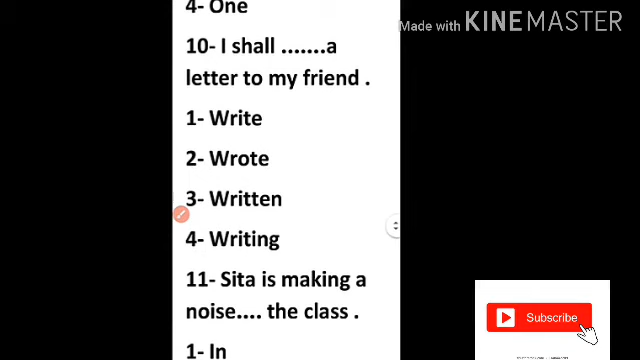 4- One
Made with KINEMASTER
10- I shall .......a
letter to my friend .
1- Write
2- Wrote
3- Written
4- Writing
11- Sita is making a
noise.... the class .
Subscribe
1- In